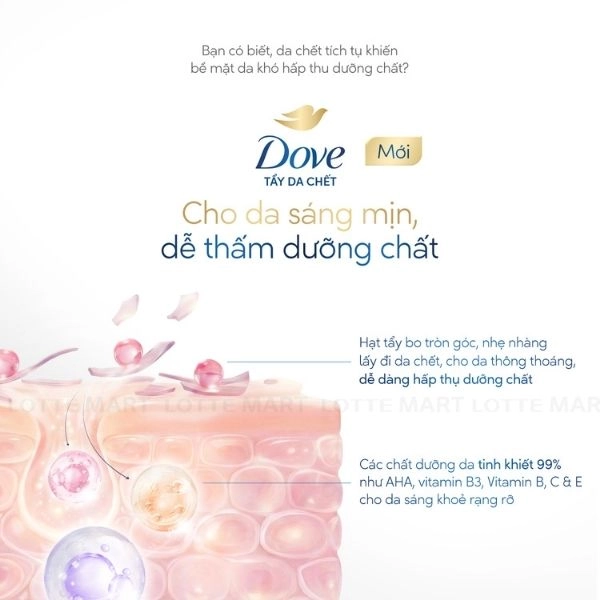 Bạn có biết, da chết tích tụ khiến
bề mặt da khó hấp thu dưỡng chất?
Dove
Mới
TẨY DA CHẾT
Cho da sáng mịn,
dễ thấm dưỡng chất
Hạt tẩy bo tròn góc, nhẹ nhàng
lấy đi da chết, cho da thông thoáng,
dễ dàng hấp thụ dưỡng chất
LOTTE MART LOTTE MART LOTTE MART LOTTE MART
Các chất dưỡng da tinh khiết 99%
như AHA, vitamin B3, Vitamin B, C & E
cho da sáng khoẻ rạng rỡ